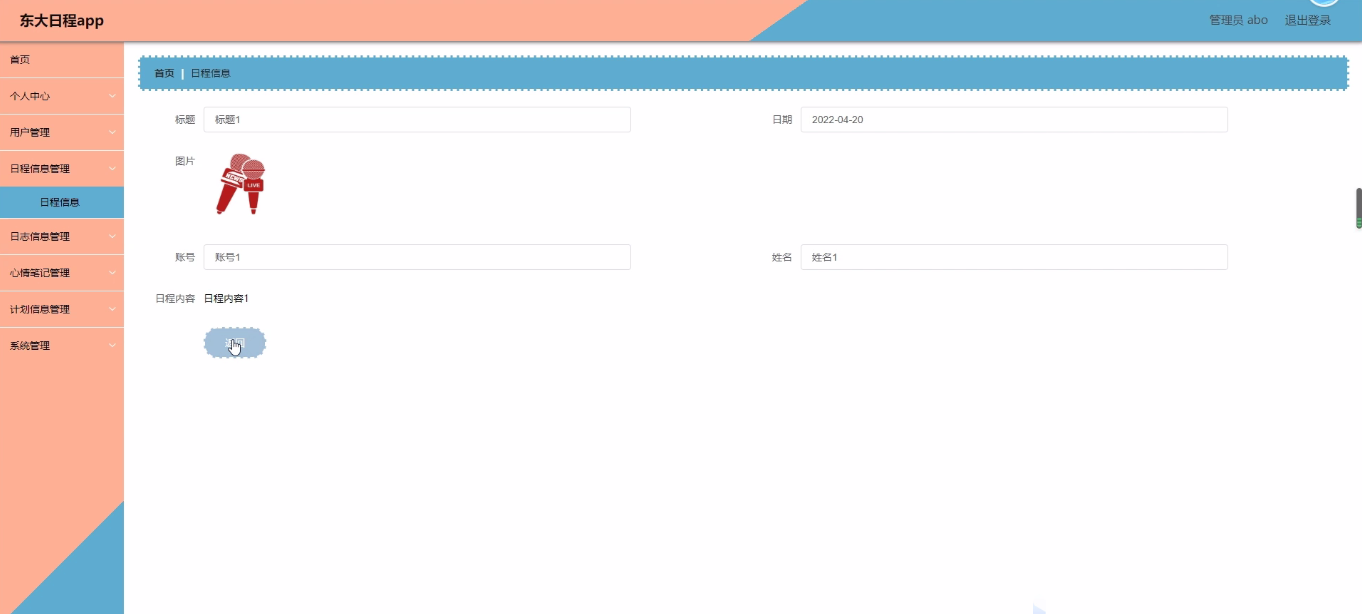 东大日程app
管理员 abo 退出登录
首页
个人中心
用户管理
日程信息管理
日程信息
日志信息管理
心情笔记管理
计划信息管理
系统管理
首页 | 日程信息
标题 标题1 日期 2022-04-20
图片
NEWS LIVE
账号 账号1 姓名 姓名1
日程内容 日程内容1